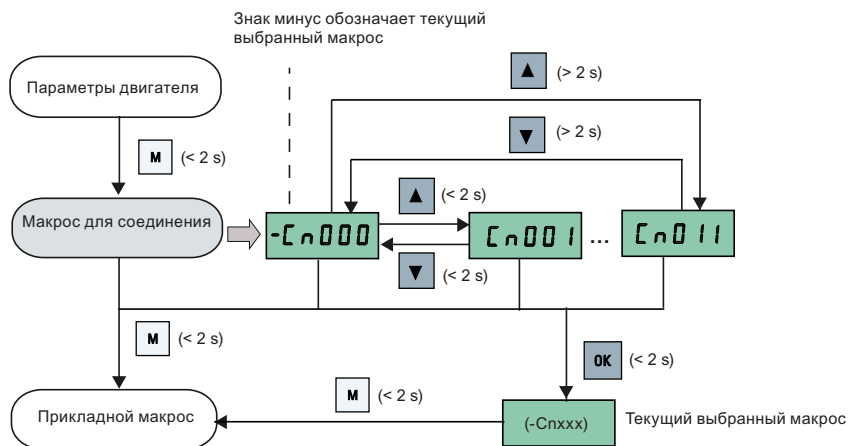 Знак минус обозначает текущий
выбранный макрос
▲ (> 2 s)
Параметры двигателя
▼ (> 2 s)
M (< 2 s)
▲ (< 2 s)
Макрос для соединения
-Cn000
Cn001
...
Cn011
▼ (< 2 s)
M (< 2 s)
OK (< 2 s)
M (< 2 s)
Прикладной макрос
(-Cnxxx)
Текущий выбранный макрос